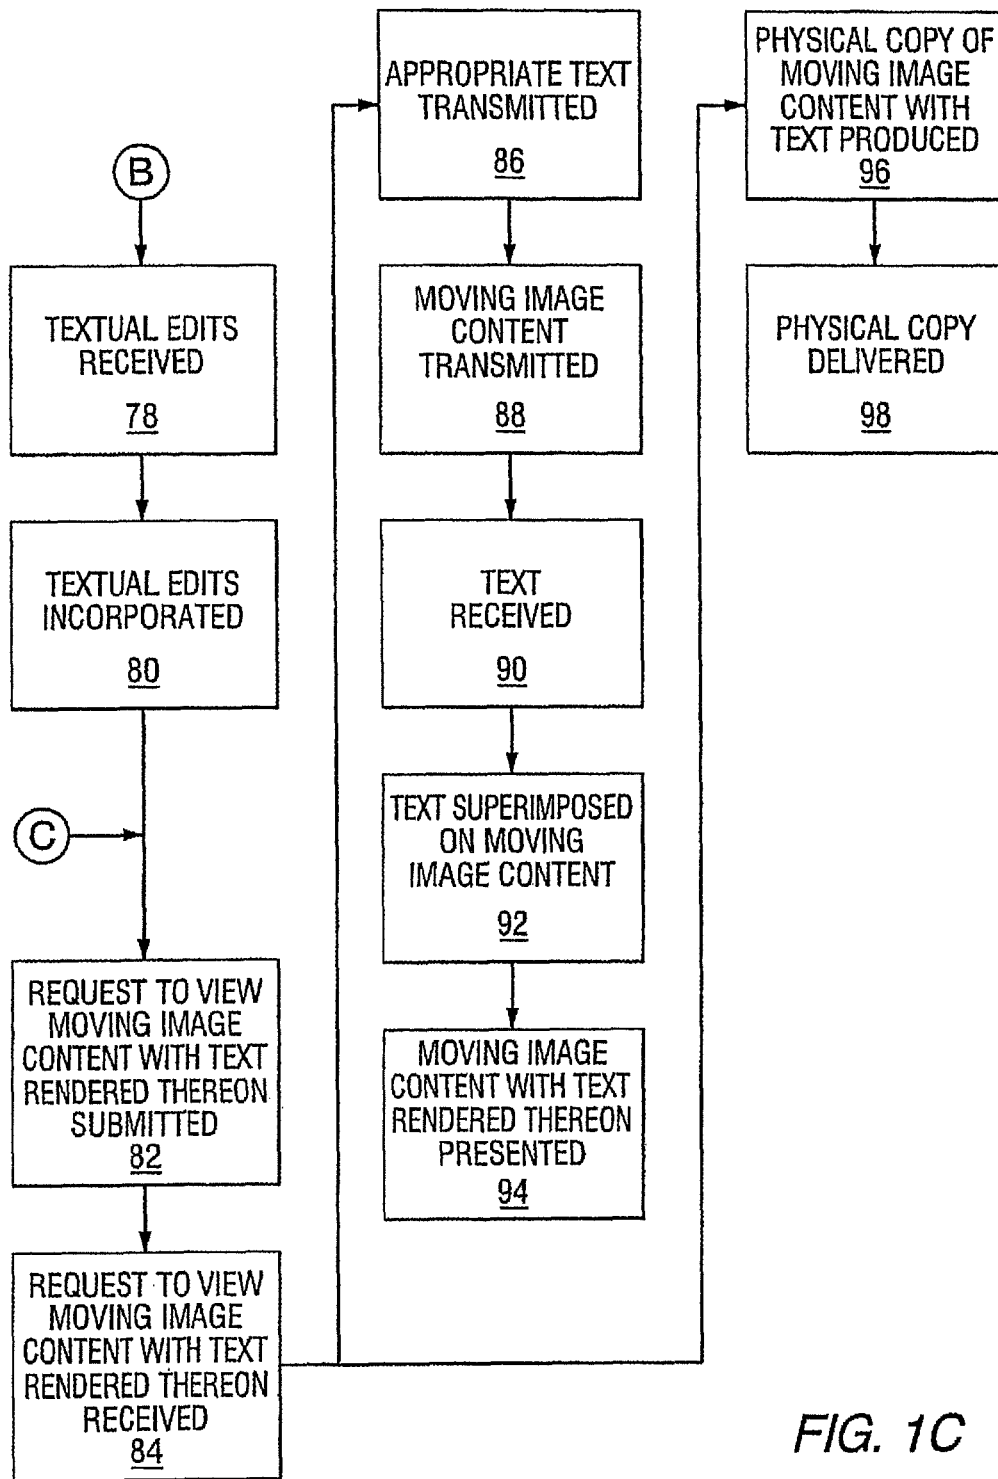 B
TEXTUAL EDITS
RECEIVED
78
TEXTUAL EDITS
INCORPORATED
80
C
REQUEST TO VIEW
MOVING IMAGE
CONTENT WITH TEXT
RENDERED THEREON
SUBMITTED
82
REQUEST TO VIEW
MOVING IMAGE
CONTENT WITH TEXT
RENDERED THEREON
RECEIVED
84
APPROPRIATE TEXT
TRANSMITTED
86
MOVING IMAGE
CONTENT
TRANSMITTED
88
TEXT
RECEIVED
90
TEXT SUPERIMPOSED
ON MOVING
IMAGE CONTENT
92
MOVING IMAGE
CONTENT WITH TEXT
RENDERED THEREON
PRESENTED
94
PHYSICAL COPY OF
MOVING IMAGE
CONTENT WITH
TEXT PRODUCED
96
PHYSICAL COPY
DELIVERED
98
FIG. 1C